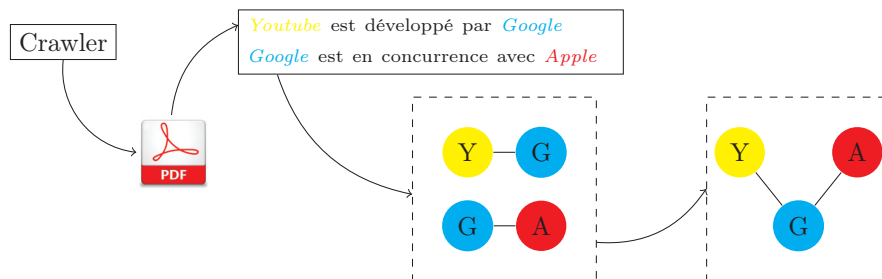 Crawler
PDF
Youtube est développé par Google
Google est en concurrence avec Apple
Y G
G A
Y A
G